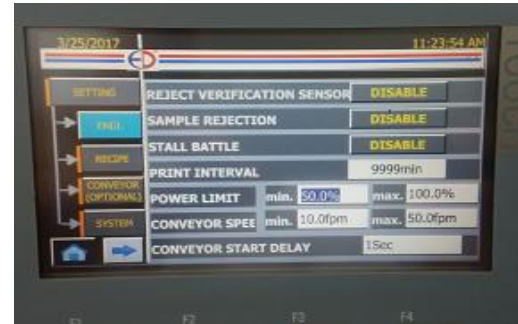 3/25/2017 11:23:54 AM
SETTING
ENGI.
RECIPE
CONVEYOR
(OPTIONAL)
SYSTEM
REJECT VERIFICATION SENSOR DISABLE
SAMPLE REJECTION DISABLE
STALL BATTLE DISABLE
PRINT INTERVAL 9999min
POWER LIMIT min. 50.0% max. 100.0%
CONVEYOR SPEE min. 10.0fpm max. 50.0fpm
CONVEYOR START DELAY 1Sec
F2 F3 F4